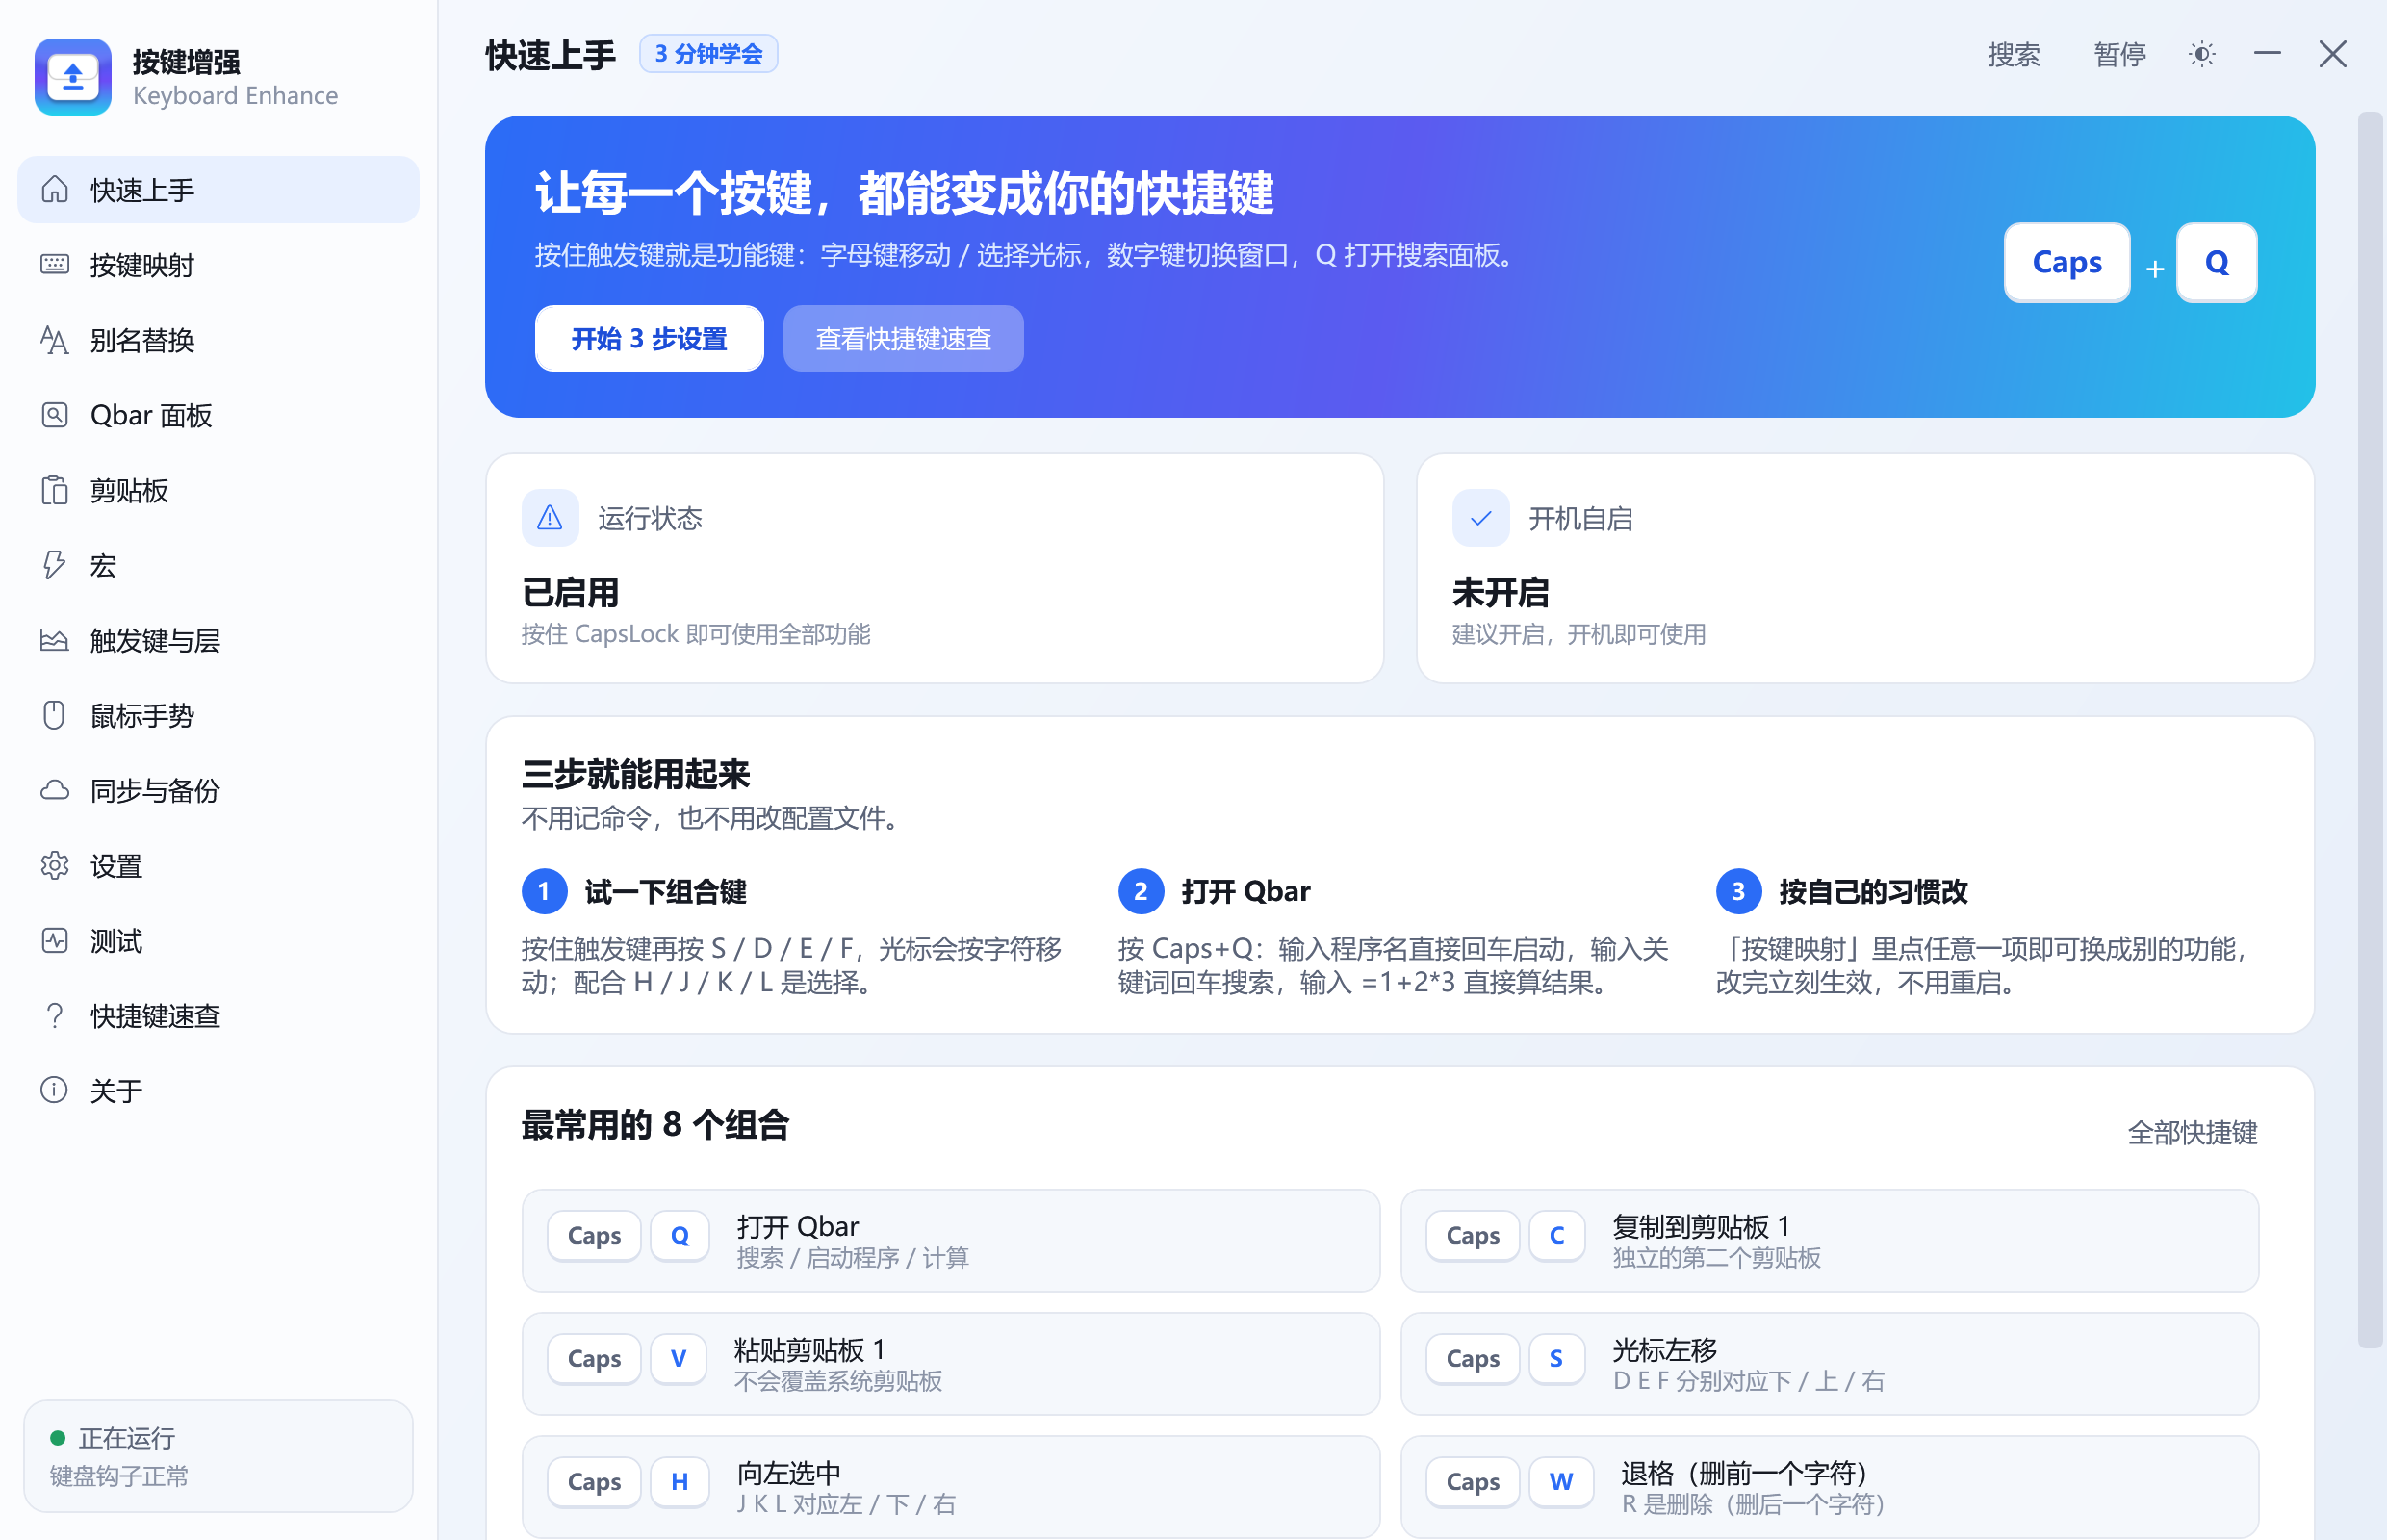 按键增强
Keyboard Enhance
快速上手
按键映射
别名替换
Qbar 面板
剪贴板
宏
触发键与层
鼠标手势
同步与备份
设置
测试
快捷键速查
关于
正在运行
键盘钩子正常
快速上手
3 分钟学会
搜索
暂停
让每一个按键，都能变成你的快捷键
按住触发键就是功能键：字母键移动 / 选择光标，数字键切换窗口，Q 打开搜索面板。
开始 3 步设置
查看快捷键速查
Caps + Q
运行状态
已启用
按住 CapsLock 即可使用全部功能
开机自启
未开启
建议开启，开机即可使用
三步就能用起来
不用记命令，也不用改配置文件。
1 试一下组合键
按住触发键再按 S / D / E / F，光标会按字符移
动；配合 H / J / K / L 是选择。
2 打开 Qbar
按 Caps+Q：输入程序名直接回车启动，输入关
键词回车搜索，输入 =1+2*3 直接算结果。
3 按自己的习惯改
「按键映射」里点任意一项即可换成别的功能，
改完立刻生效，不用重启。
最常用的 8 个组合
全部快捷键
Caps Q 打开 Qbar
搜索 / 启动程序 / 计算
Caps C 复制到剪贴板 1
独立的第二个剪贴板
Caps V 粘贴剪贴板 1
不会覆盖系统剪贴板
Caps S 光标左移
D E F 分别对应下 / 上 / 右
Caps H 向左选中
J K L 对应左 / 下 / 右
Caps W 退格（删前一个字符）
R 是删除（删后一个字符）